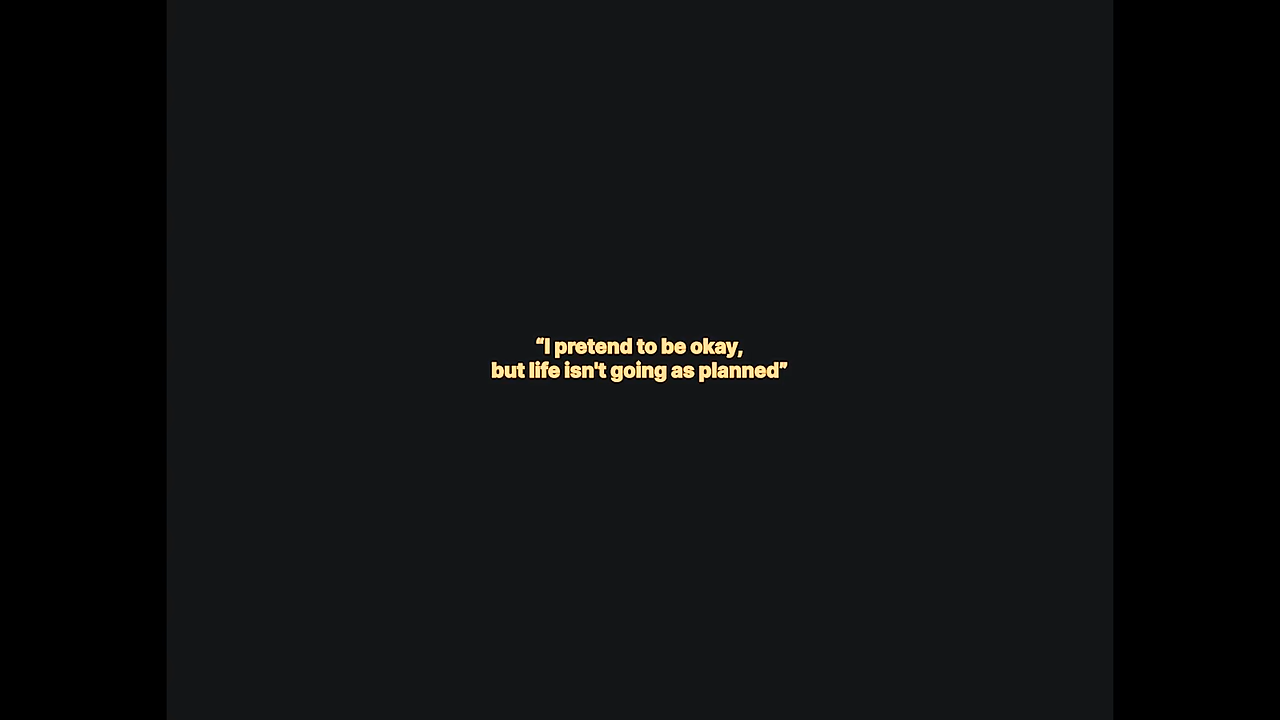 “I pretend to be okay,
but life isn't going as planned”